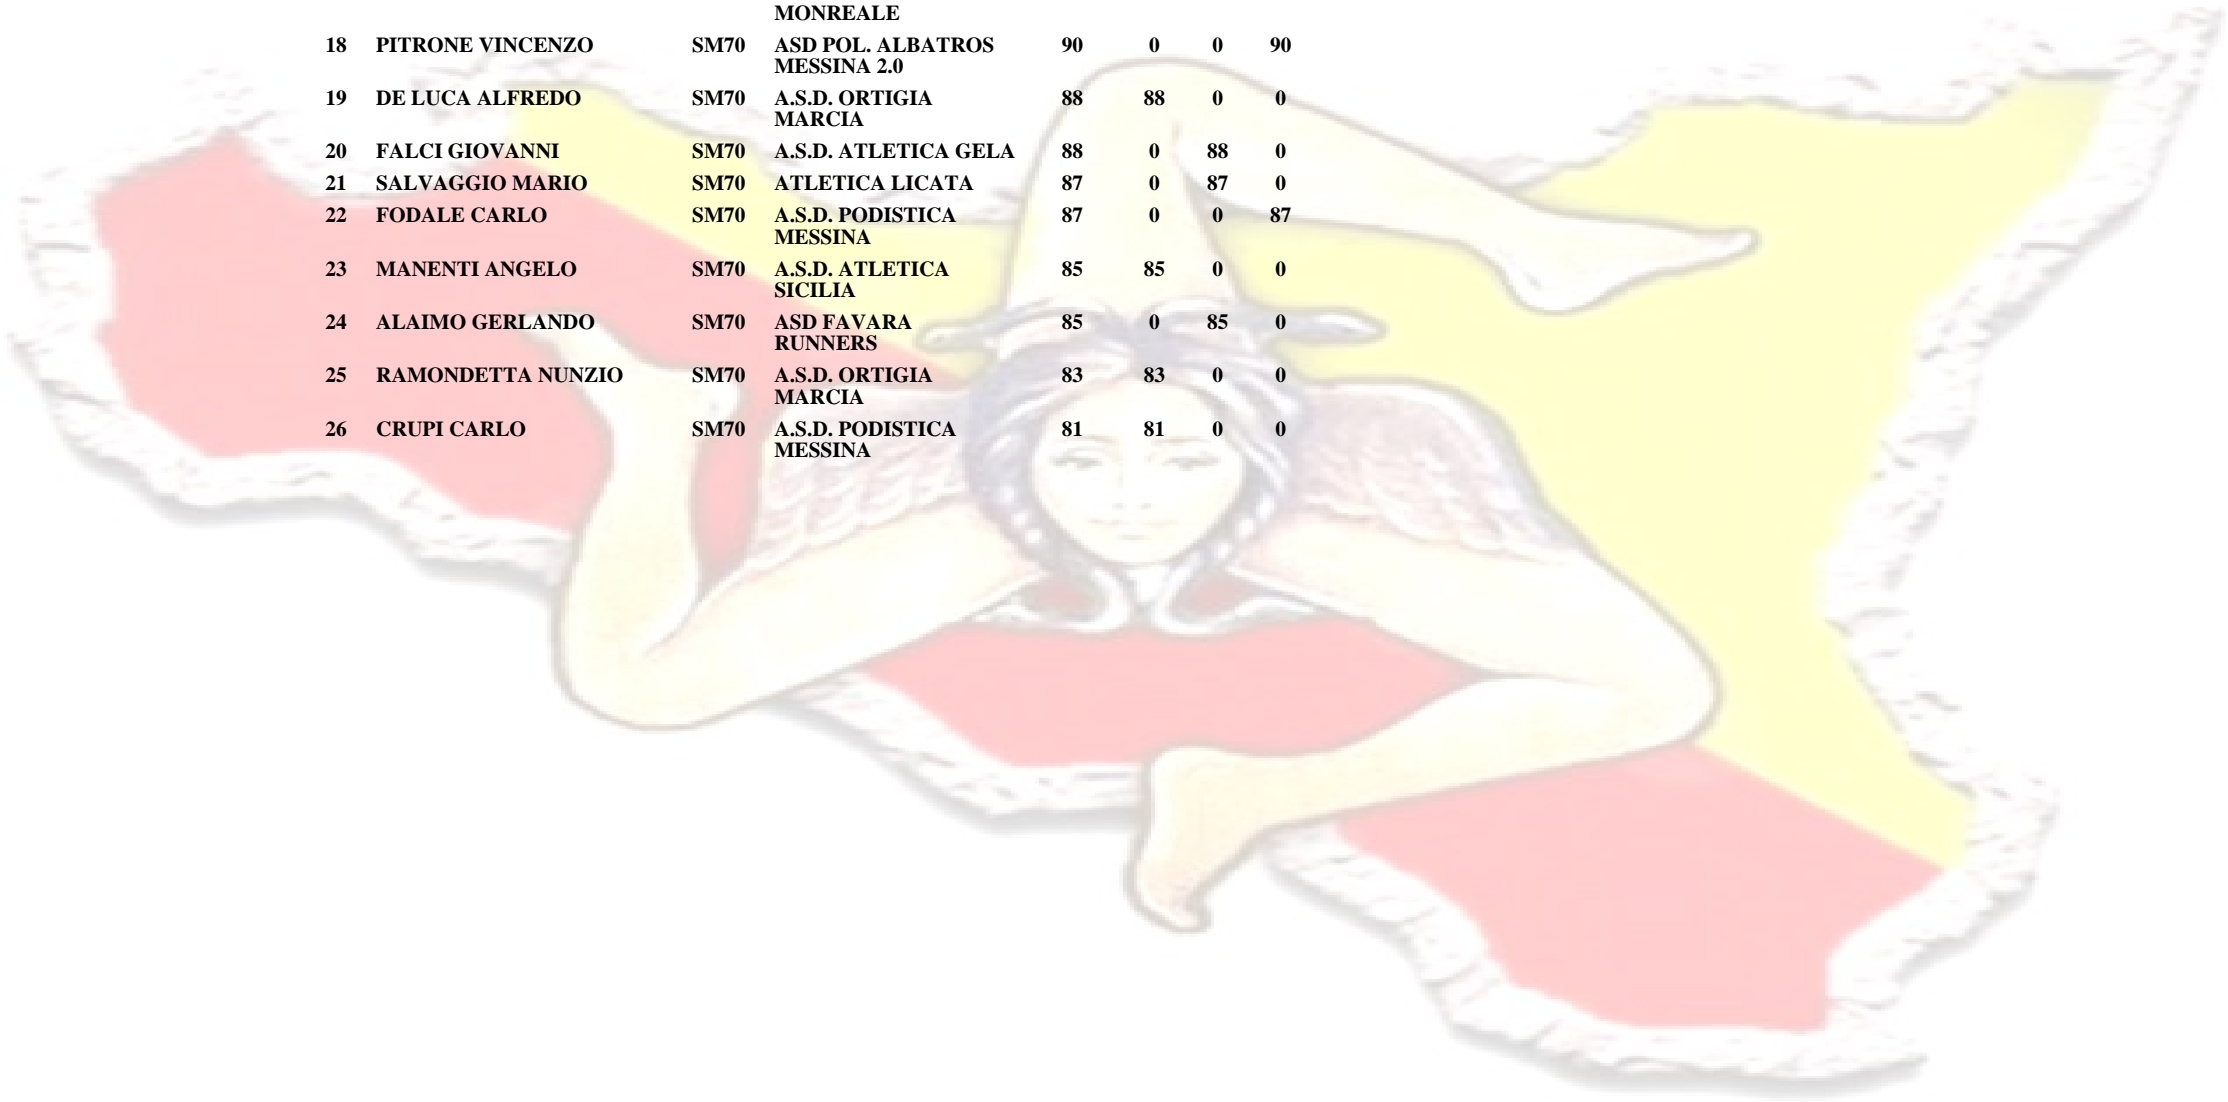 MONREALE
18 PITRONE VINCENZO SM70 ASD POL. ALBATROS 90 0 0 90
MESSINA 2.0
19 DE LUCA ALFREDO SM70 A.S.D. ORTIGIA 88 88 0 0
MARCIA
20 FALCI GIOVANNI SM70 A.S.D. ATLETICA GELA 88 0 88 0
21 SALVAGGIO MARIO SM70 ATLETICA LICATA 87 0 87 0
22 FODALE CARLO SM70 A.S.D. PODISTICA 87 0 0 87
MESSINA
23 MANENTI ANGELO SM70 A.S.D. ATLETICA 85 85 0 0
SICILIA
24 ALAIMO GERLANDO SM70 ASD FAVARA 85 0 85 0
RUNNERS
25 RAMONDETTA NUNZIO SM70 A.S.D. ORTIGIA 83 83 0 0
MARCIA
26 CRUPI CARLO SM70 A.S.D. PODISTICA 81 81 0 0
MESSINA